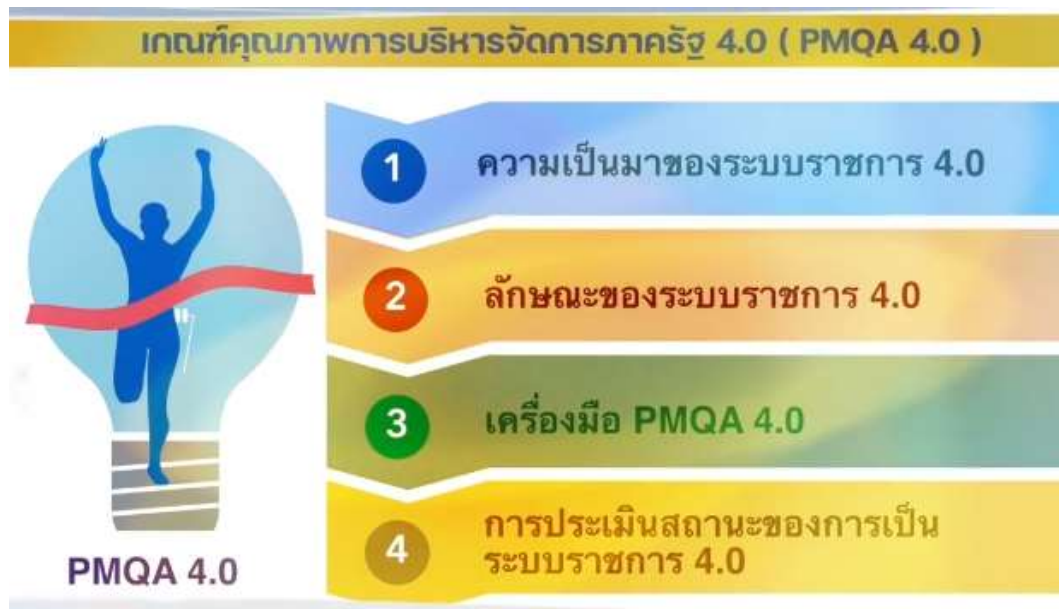 เกณฑ์คุณภาพการบริหารจัดการภาครัฐ 4.0 ( PMQA 4.0 )
1 ความเป็นมาของระบบราชการ 4.0
2 ลักษณะของระบบราชการ 4.0
3 เครื่องมือ PMQA 4.0
4 การประเมินสถานะของการเป็น
ระบบราชการ 4.0
PMQA 4.0